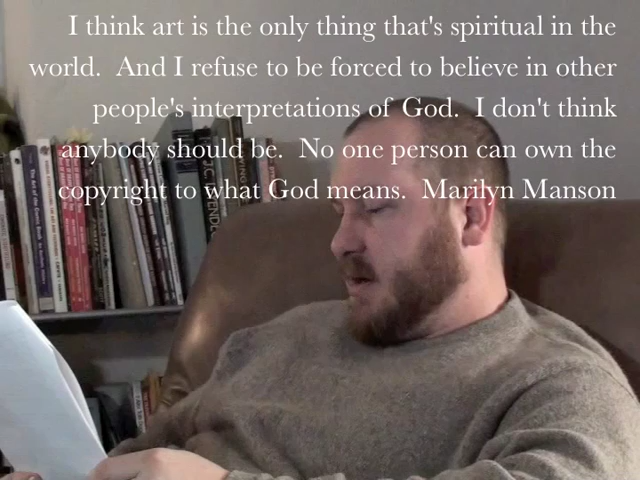 I think art is the only thing that's spiritual in the
world.  And I refuse to be forced to believe in other
people's interpretations of God.  I don't think
anybody should be.  No one person can own the
copyright to what God means.  Marilyn Manson